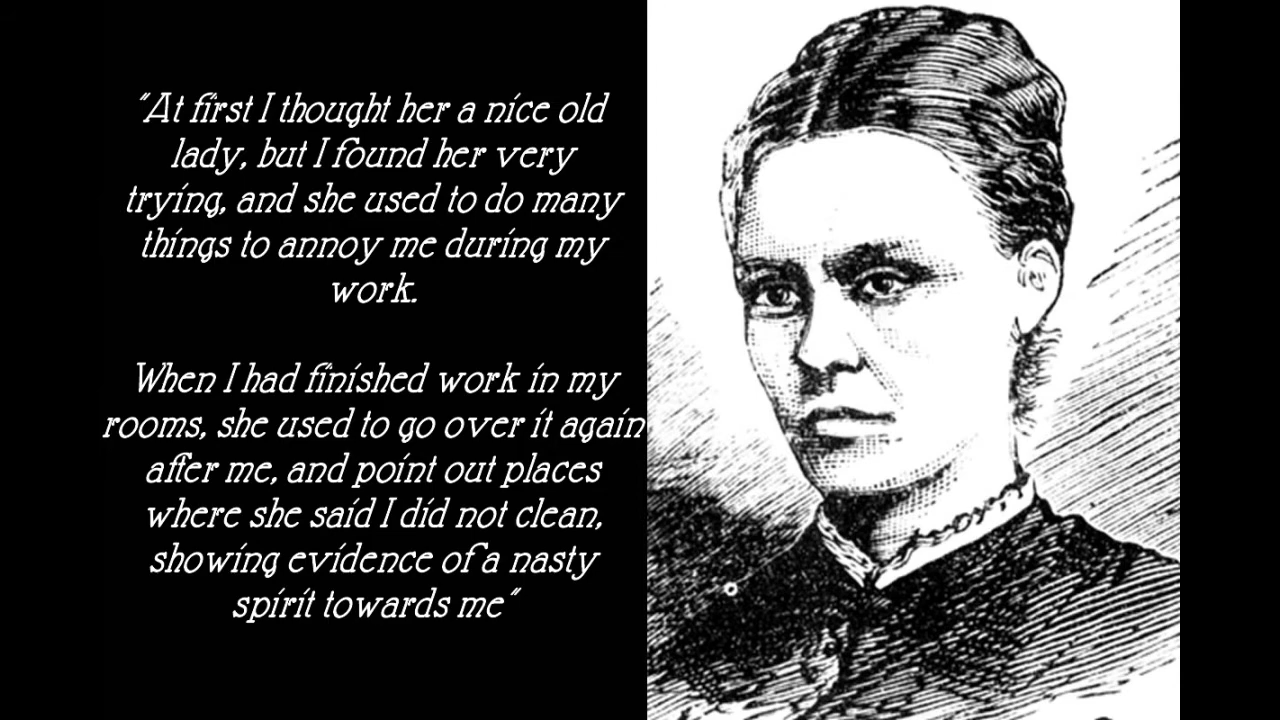 "At first I thought her a nice old
lady, but I found her very
trying, and she used to do many
things to annoy me during my
work.
When I had finished work in my
rooms, she used to go over it again
after me, and point out places
where she said I did not clean,
showing evidence of a nasty
spirit towards me"